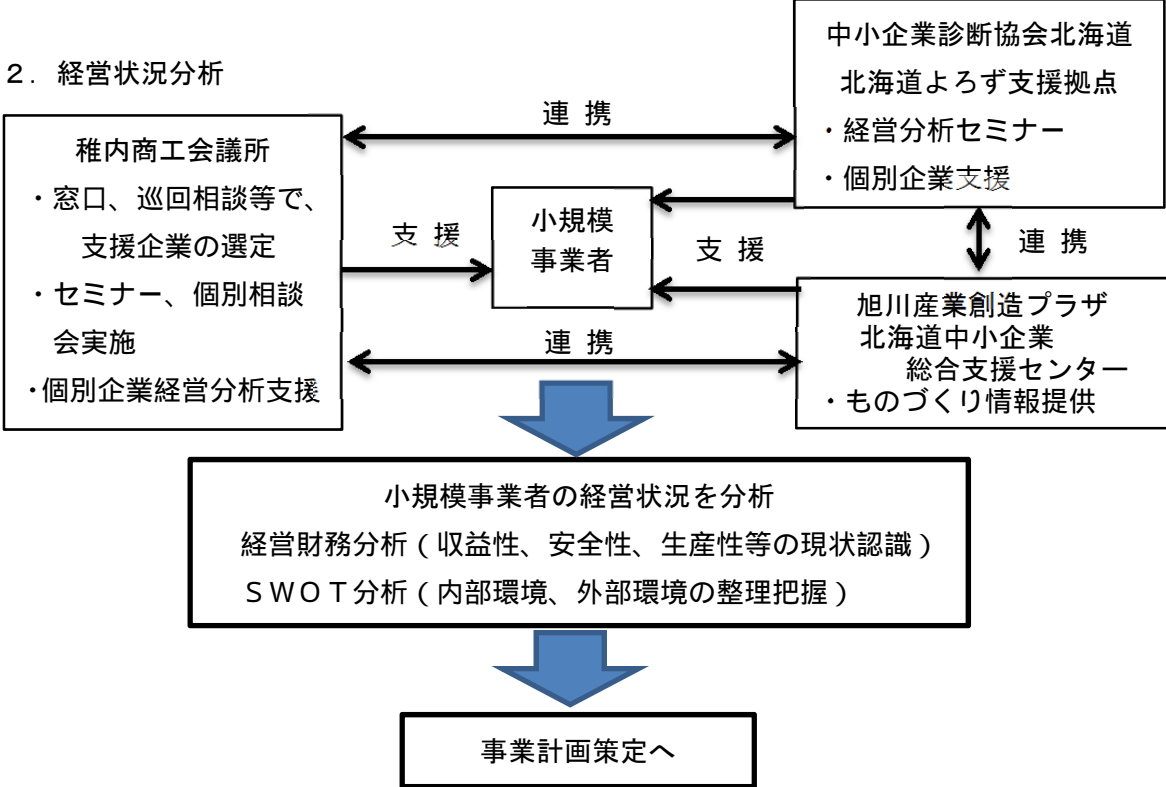 2．経営状況分析
稚内商工会議所
・窓口、巡回相談等で、
支援企業の選定
・セミナー、個別相談
会実施
・個別企業経営分析支援
連 携
中小企業診断協会北海道
北海道よろず支援拠点
・経営分析セミナー
・個別企業支援
支 援
小規模
事業者
支 援
連 携
連 携
旭川産業創造プラザ
北海道中小企業
総合支援センター
・ものづくり情報提供
小規模事業者の経営状況を分析
経営財務分析（収益性、安全性、生産性等の現状認識）
ＳＷＯＴ分析（内部環境、外部環境の整理把握）
事業計画策定へ